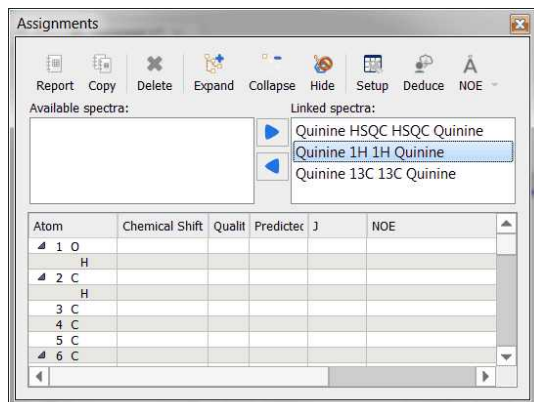 Assignments
Report Copy Delete Expand Collapse Hide Setup Deduce NOE
Available spectra: Linked spectra:
Quinine HSQC HSQC Quinine
Quinine 1H 1H Quinine
Quinine 13C 13C Quinine
Atom Chemical Shift Qualit Predictec J NOE
1 O
H
2 C
H
3 C
4 C
5 C
6 C